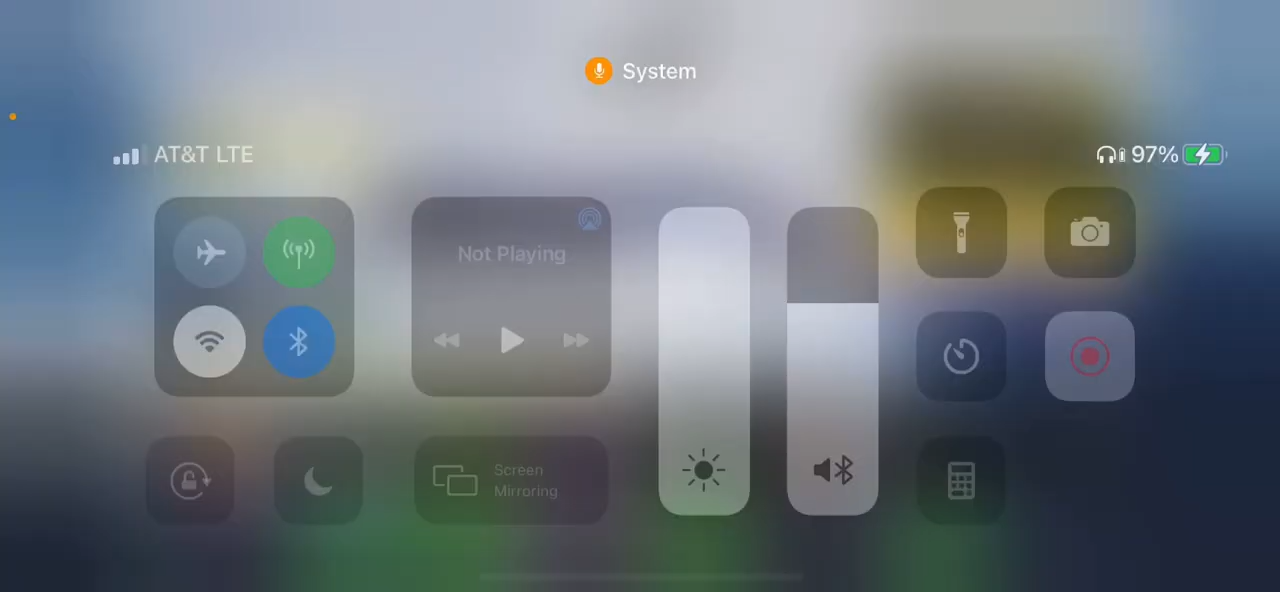 System
AT&T LTE
97%
Not Playing
Screen
Mirroring